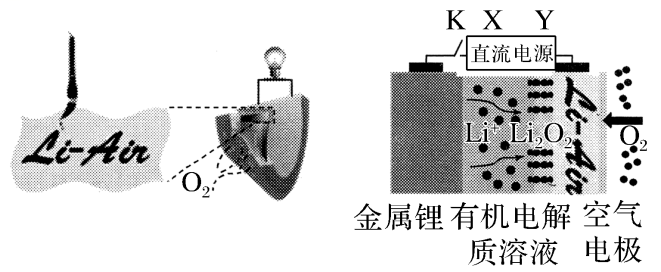 Li-Air
O₂
K X Y
直流电源
Li⁺ Li₂O₂
Li-Air
O₂
金属锂 有机电解质溶液 空气电极